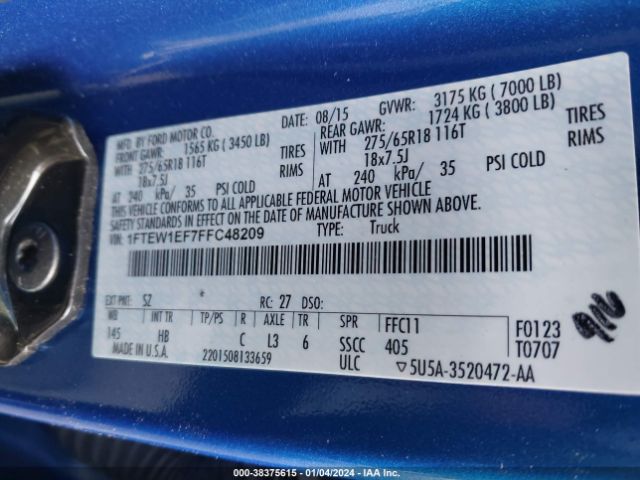 MFD. BY FORD MOTOR CO.
DATE: 08/15 GVWR: 3175 KG ( 7000 LB)
FRONT GAWR: 1565 KG ( 3450 LB)
REAR GAWR: 1724 KG ( 3800 LB)
WITH 275/65R18 116T TIRES
WITH 275/65R18 116T TIRES
18x7.5J RIMS
18x7.5J RIMS
AT 240 kPa/ 35 PSI COLD
AT 240 kPa/ 35 PSI COLD
THIS VEHICLE CONFORMS TO ALL APPLICABLE FEDERAL MOTOR VEHICLE
SAFETY STANDARDS IN EFFECT ON THE DATE OF MANUFACTURE SHOWN ABOVE.
VIN: 1FTEW1EF7FFC48209
TYPE: Truck
EXT PNT: SZ * RC: 27 DSO:
WB INT TR TP/PS R AXLE TR SPR FFC11 F0123
145 HB C L3 6 SSCC 405 T0707
MADE IN U.S.A. 2201508133659 ULC 5U5A-3520472-AA
000-38375615 - 01/04/2024 - IAA Inc.